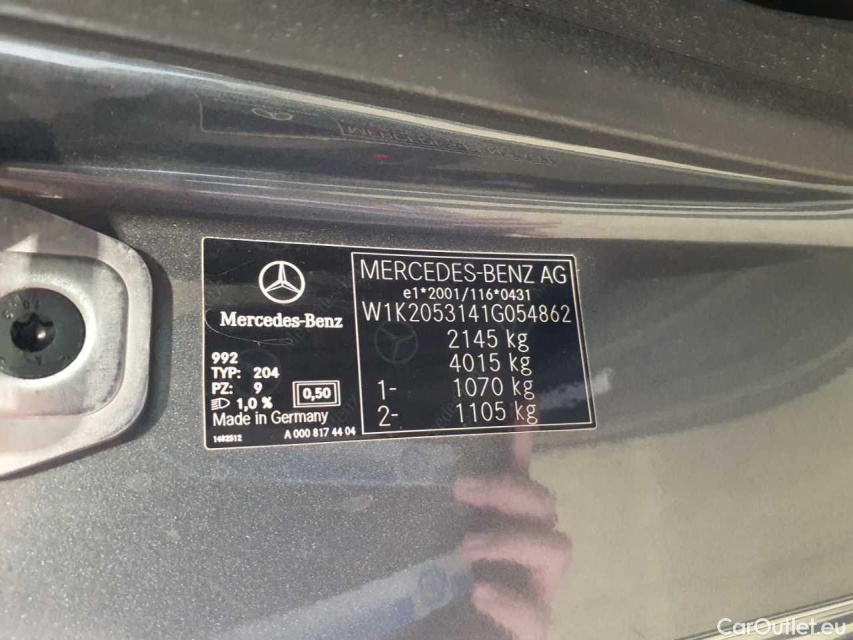 Mercedes-Benz
992
TYP: 204
PZ: 9
1,0 %
0,50
Made in Germany
1482512
A 000 817 44 04
MERCEDES-BENZ AG
e1*2001/116*0431
W1K2053141G054862
2145 kg
4015 kg
1- 1070 kg
2- 1105 kg
CarOutlet.eu